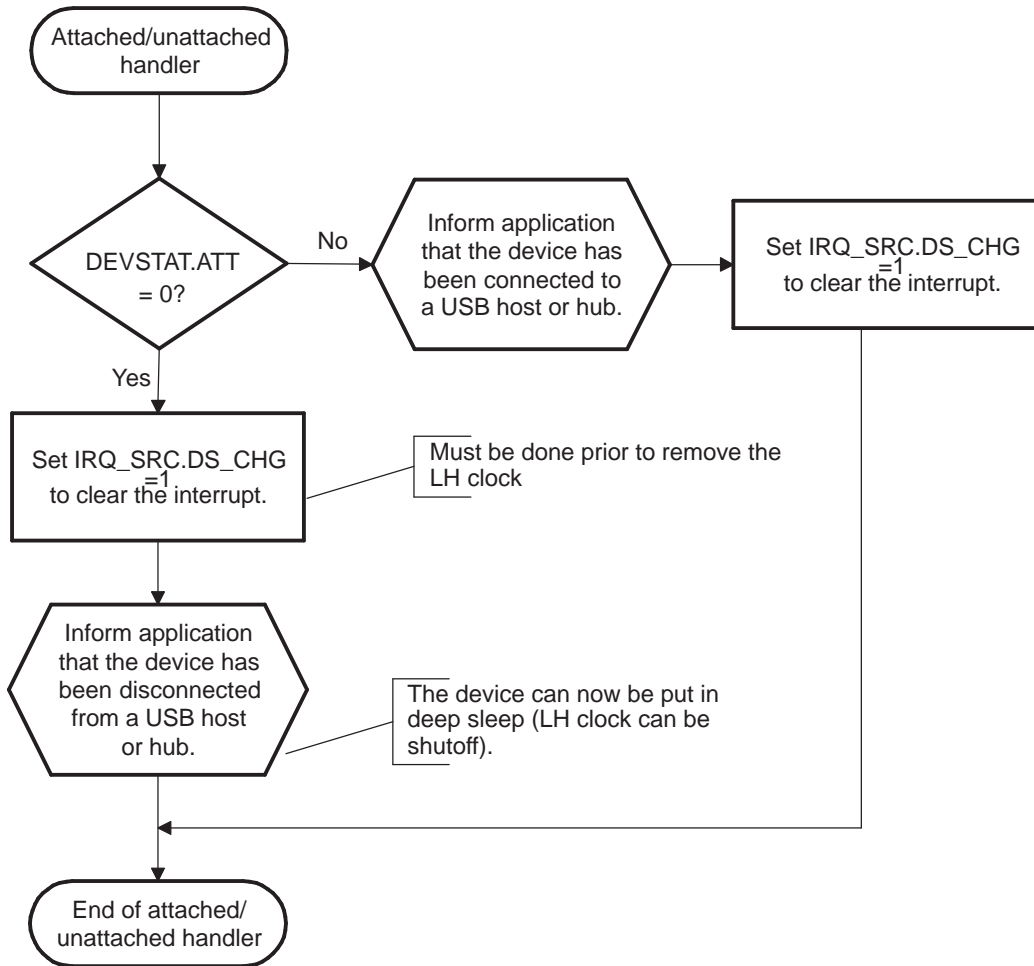 Attached/unattached
handler
DEVSTAT.ATT
= 0?
No
Inform application
that the device has
been connected to
a USB host or hub.
Set IRQ_SRC.DS_CHG
=1
to clear the interrupt.
Yes
Set IRQ_SRC.DS_CHG
=1
to clear the interrupt.
Must be done prior to remove the
LH clock
Inform application
that the device has
been disconnected
from a USB host
or hub.
The device can now be put in
deep sleep (LH clock can be
shutoff).
End of attached/
unattached handler